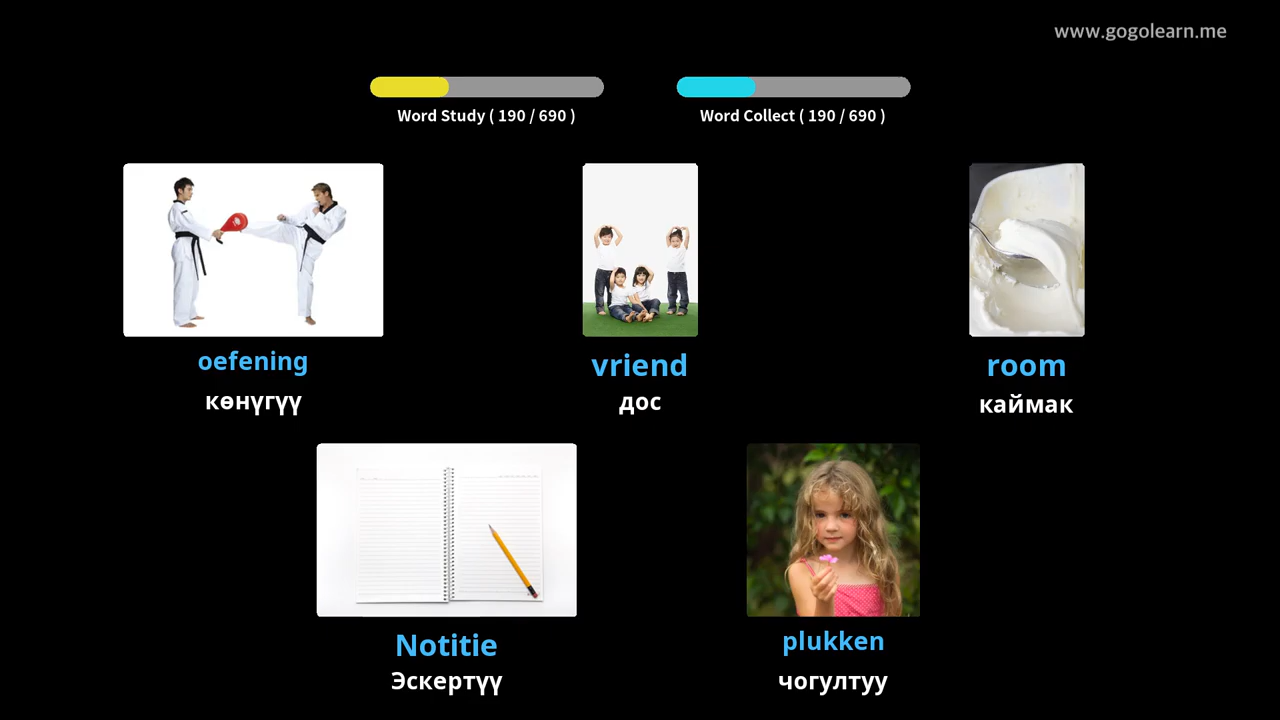 www.gogolearn.me
Word Study ( 190 / 690 )
Word Collect ( 190 / 690 )
oefening
vriend
room
көнүгүү
дос
каймак
Notitie
plukken
Эскертүү
чогултуу